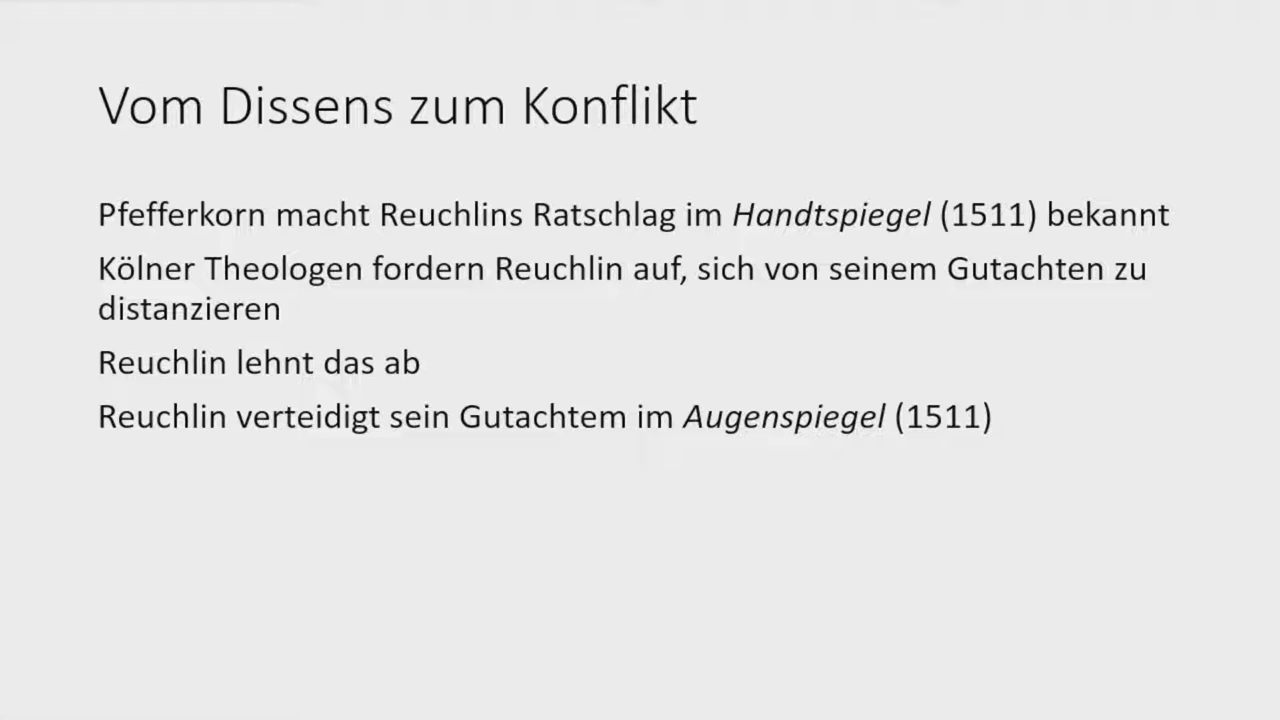 Vom Dissens zum Konflikt
Pfefferkorn macht Reuchlins Ratschlag im Handtspiegel (1511) bekannt
Kölner Theologen fordern Reuchlin auf, sich von seinem Gutachten zu
distanzieren
Reuchlin lehnt das ab
Reuchlin verteidigt sein Gutachtem im Augenspiegel (1511)